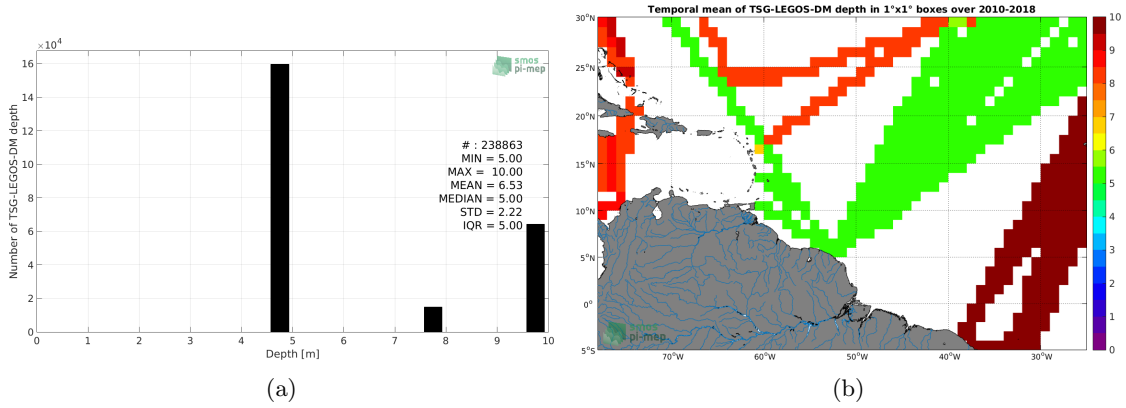 ×10⁴
16
14
12
10
8
6
4
2
0
Number of TSG-LEGOS-DM depth
smos
pi-mep
# : 238863
MIN = 5.00
MAX = 10.00
MEAN = 6.53
MEDIAN = 5.00
STD = 2.22
IQR = 5.00
0 1 2 3 4 5 6 7 8 9 10
Depth [m]
(a)
Temporal mean of TSG-LEGOS-DM depth in 1°x1° boxes over 2010-2018
30°N
25°N
20°N
15°N
10°N
5°N
0°
5°S
smos
pi-mep
70°W 60°W 50°W 40°W 30°W
10
9
8
7
6
5
4
3
2
1
0
(b)